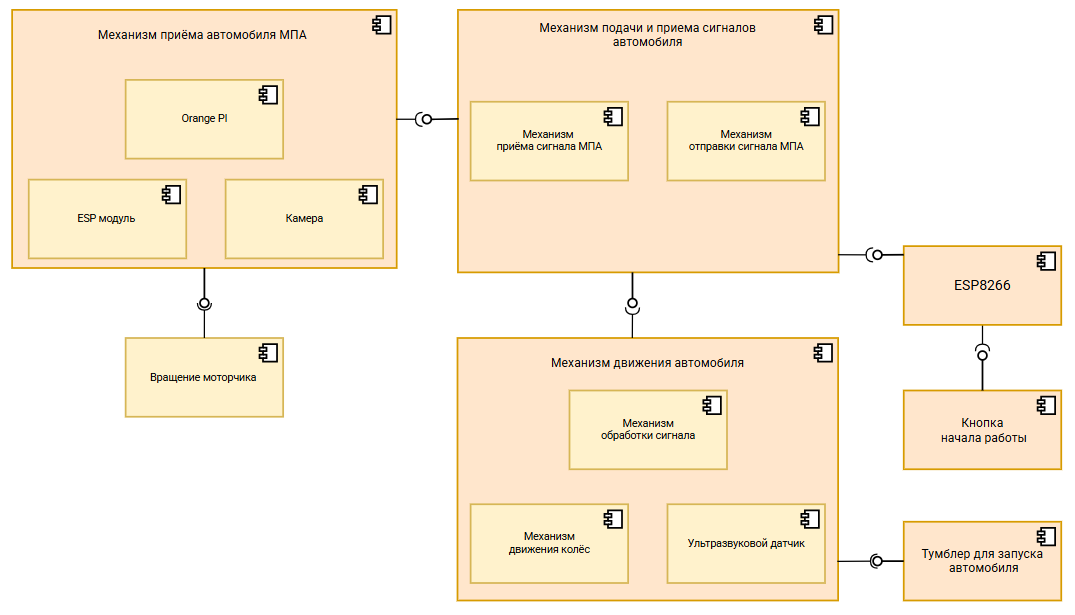 Механизм приёма автомобиля МПА
Orange PI
ESP модуль
Камера
Вращение моторчика
Механизм подачи и приема сигналов
автомобиля
Механизм
приёма сигнала МПА
Механизм
отправки сигнала МПА
ESP8266
Кнопка
начала работы
Механизм движения автомобиля
Механизм
обработки сигнала
Механизм
движения колёс
Ультразвуковой датчик
Тумблер для запуска
автомобиля